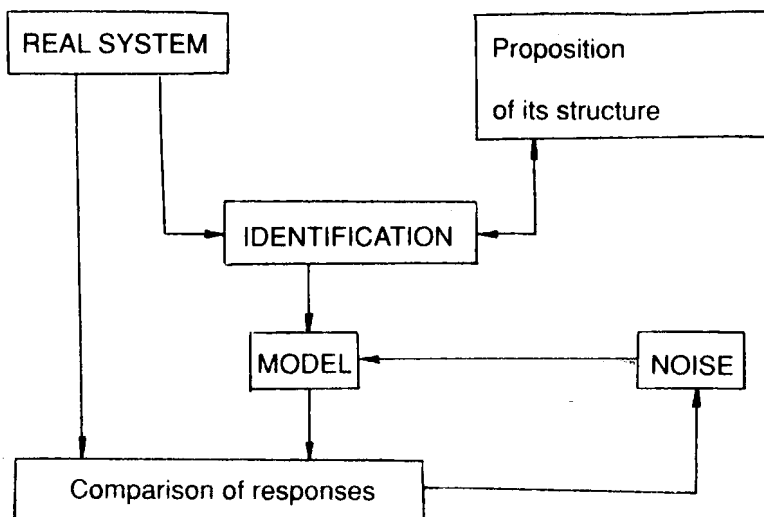 REAL SYSTEM
Proposition
of its structure
IDENTIFICATION
MODEL
NOISE
Comparison of responses